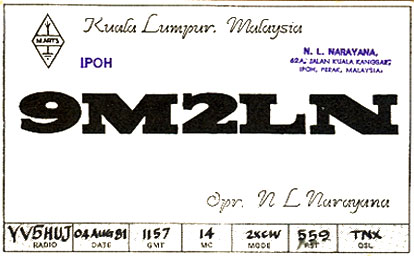 Kuala Lumpur. Malaysia
M.A.R.T.S
IPOH
N. L. NARAYANA,
62A, JALAN KUALA KANGSAR,
IPOH, PERAK, MALAYSIA.
9M2LN
Opr. N L Narayana
YV5HUJ 04 AUG 81 1157 14 2XCW 559 TNX
RADIO DATE GMT MC MODE RST QSL